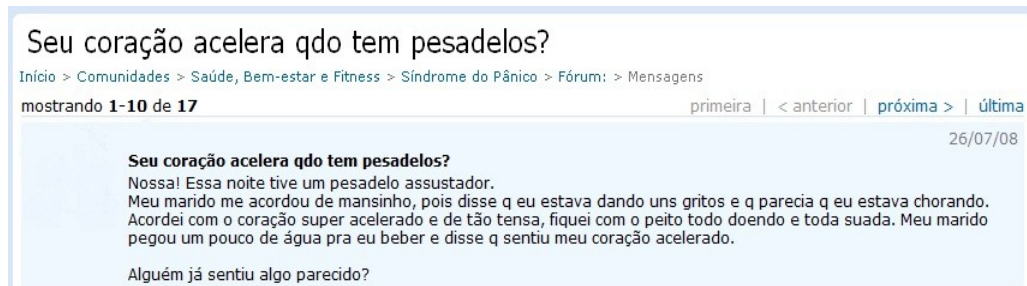 Seu coração acelera qdo tem pesadelos?
Início > Comunidades > Saúde, Bem-estar e Fitness > Síndrome do Pânico > Fórum: > Mensagens
mostrando 1-10 de 17 primeira | < anterior | próxima > | última
26/07/08
Seu coração acelera qdo tem pesadelos?
Nossa! Essa noite tive um pesadelo assustador.
Meu marido me acordou de mansinho, pois disse q eu estava dando uns gritos e q parecia q eu estava chorando.
Acordei com o coração super acelerado e de tão tensa, fiquei com o peito todo doendo e toda suada. Meu marido
pegou um pouco de água pra eu beber e disse q sentiu meu coração acelerado.
Alguém já sentiu algo parecido?